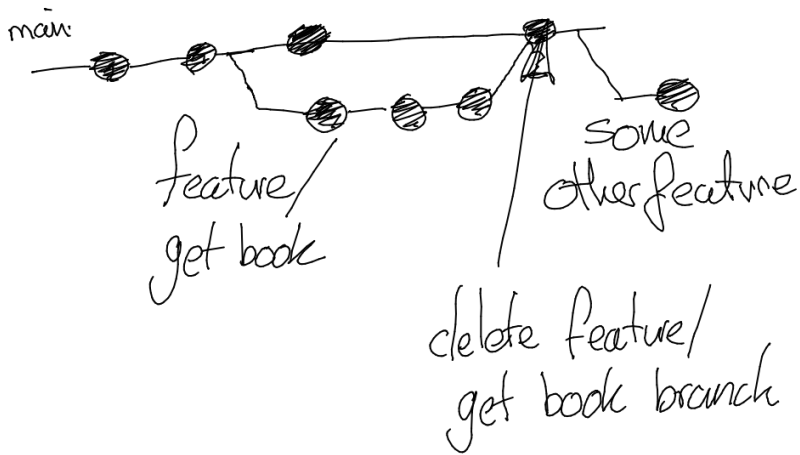 main
feature/
get book
some
other feature
delete feature/
get book branch